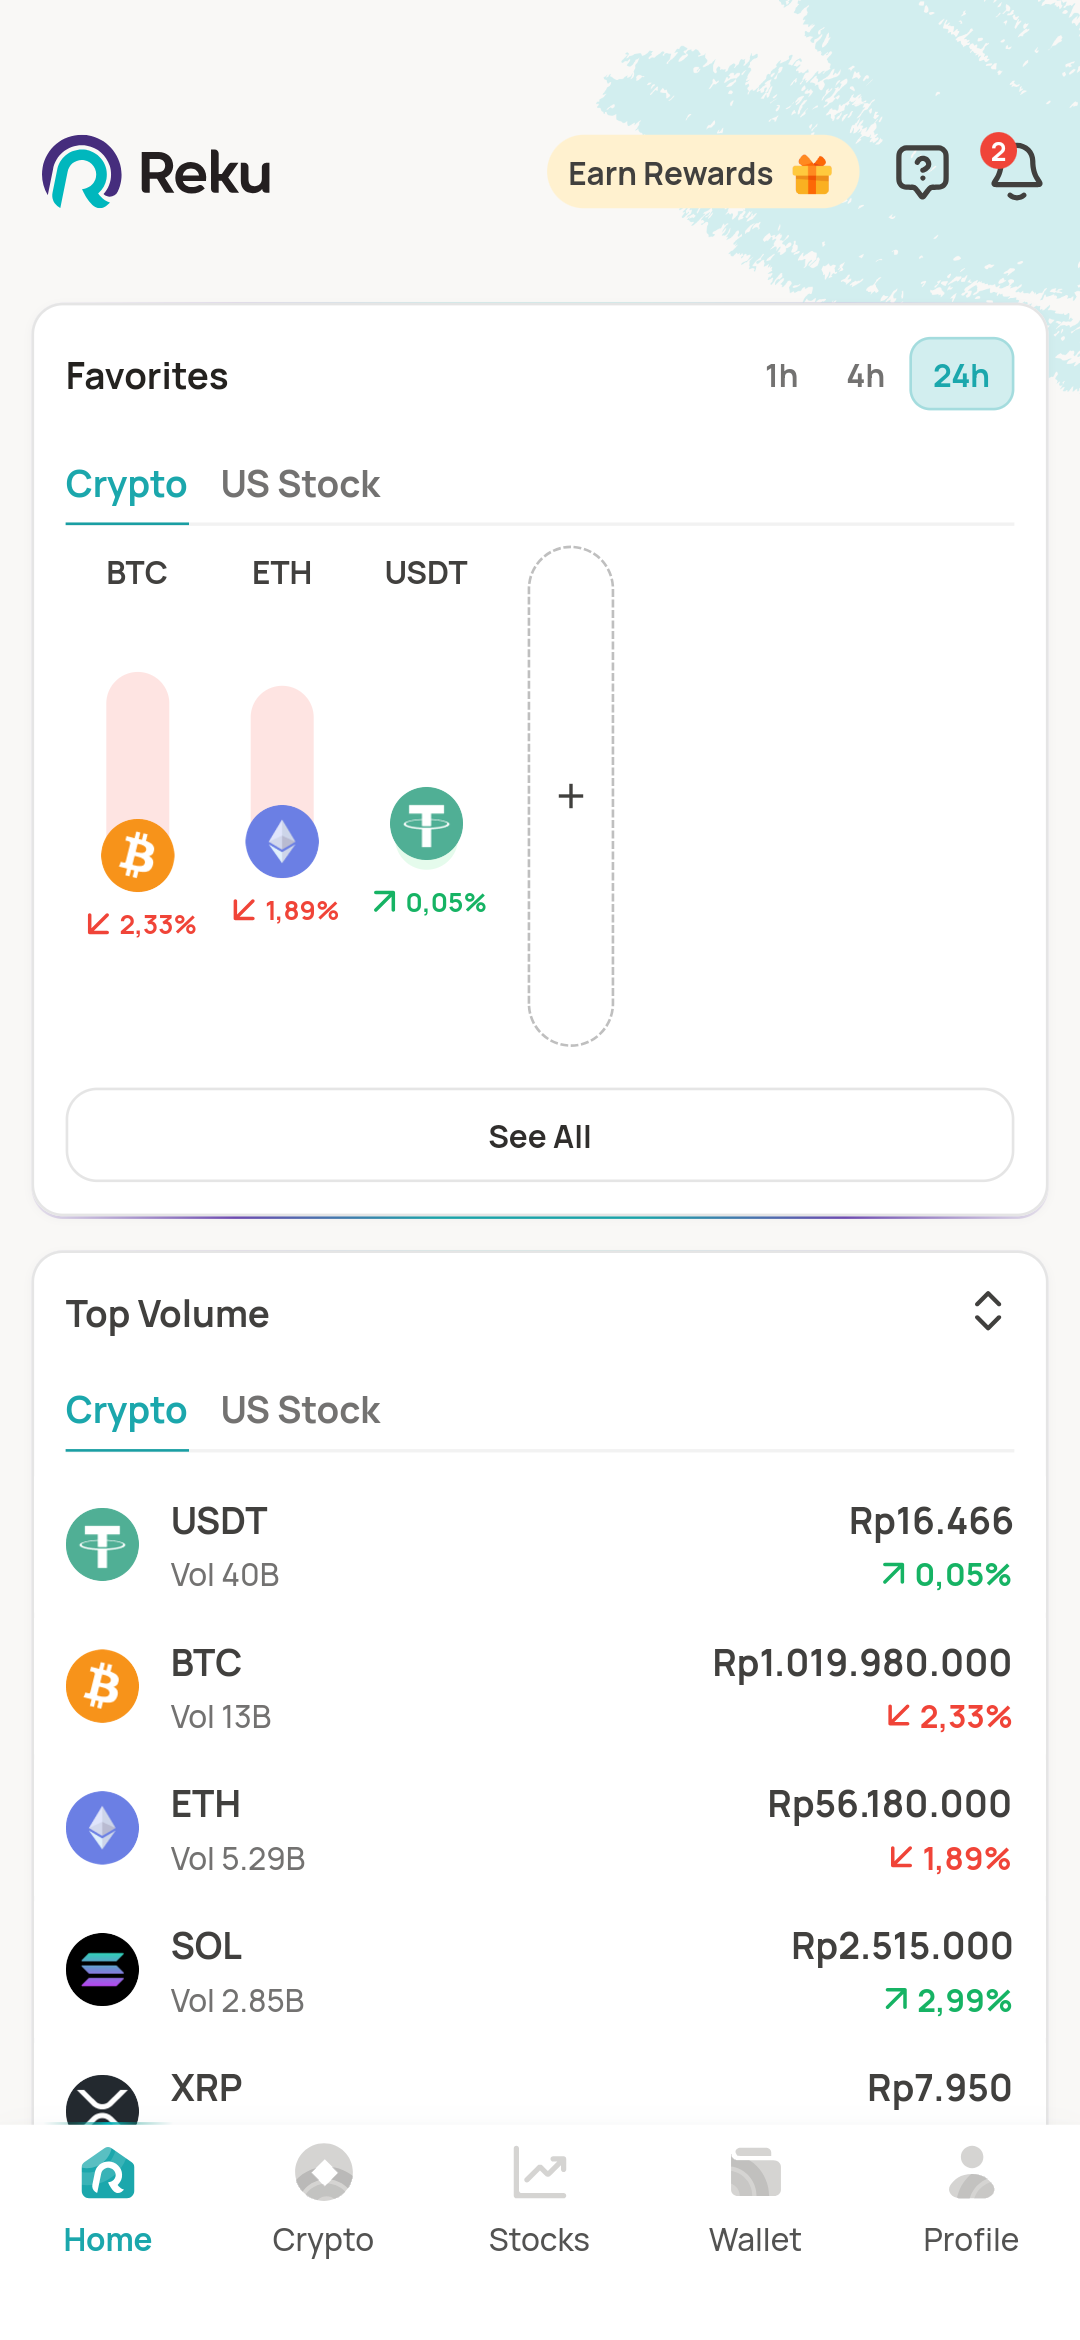 Reku
Earn Rewards
2
Favorites
1h 4h 24h
Crypto US Stock
BTC ETH USDT
2,33% 1,89% 0,05%
See All
Top Volume
Crypto US Stock
USDT Rp16.466
Vol 40B 0,05%
BTC Rp1.019.980.000
Vol 13B 2,33%
ETH Rp56.180.000
Vol 5.29B 1,89%
SOL Rp2.515.000
Vol 2.85B 2,99%
XRP Rp7.950
Home Crypto Stocks Wallet Profile